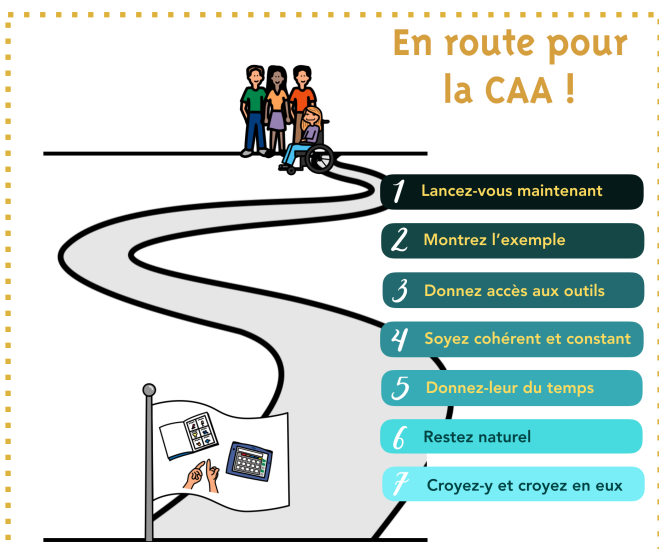 En route pour
la CAA !
1 Lancez-vous maintenant
2 Montrez l'exemple
3 Donnez accès aux outils
4 Soyez cohérent et constant
5 Donnez-leur du temps
6 Restez naturel
7 Croyez-y et croyez en eux